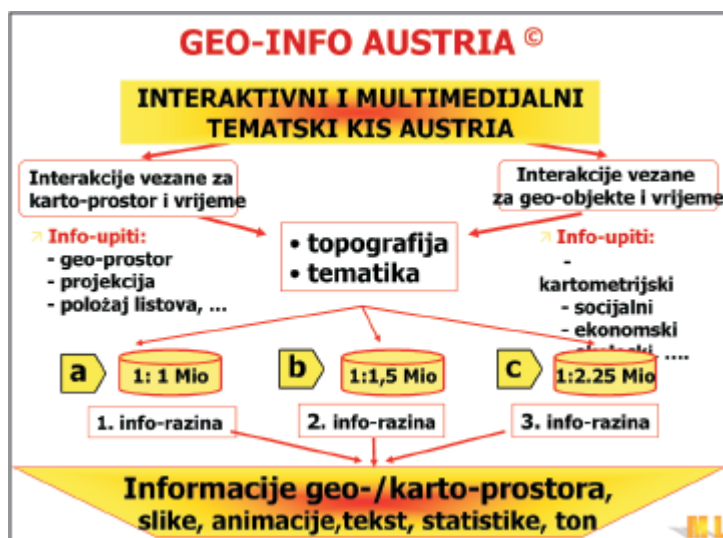 GEO-INFO AUSTRIA ©
INTERAKTIVNI I MULTIMEDIJALNI
TEMATSKI KIS AUSTRIA
Interakcije vezane za
karto-prostor i vrijeme
Interakcije vezane
za geo-objekte i vrijeme
Info-upiti:
- geo-prostor
- projekcija
- položaj listova, ...
• topografija
• tematika
Info-upiti:
-
kartometrijski
- socijalni
- ekonomski
....
a
1: 1 Mio
b
1:1,5 Mio
c
1:2.25 Mio
1. info-razina
2. info-razina
3. info-razina
Informacije geo-/karto-prostora,
slike, animacije,tekst, statistike, ton